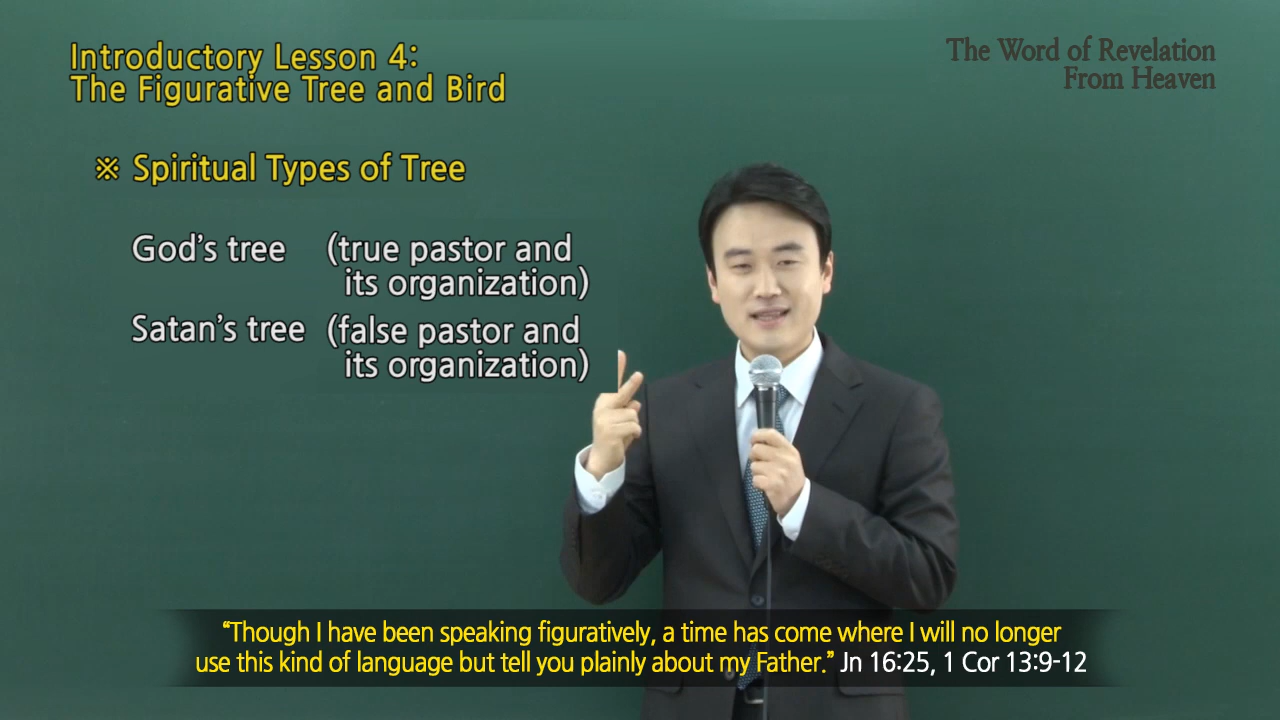 Introductory Lesson 4:
The Figurative Tree and Bird
The Word of Revelation
From Heaven
※ Spiritual Types of Tree
God's tree (true pastor and
its organization)
Satan's tree (false pastor and
its organization)
“Though I have been speaking figuratively, a time has come where I will no longer
use this kind of language but tell you plainly about my Father.” Jn 16:25, 1 Cor 13:9-12